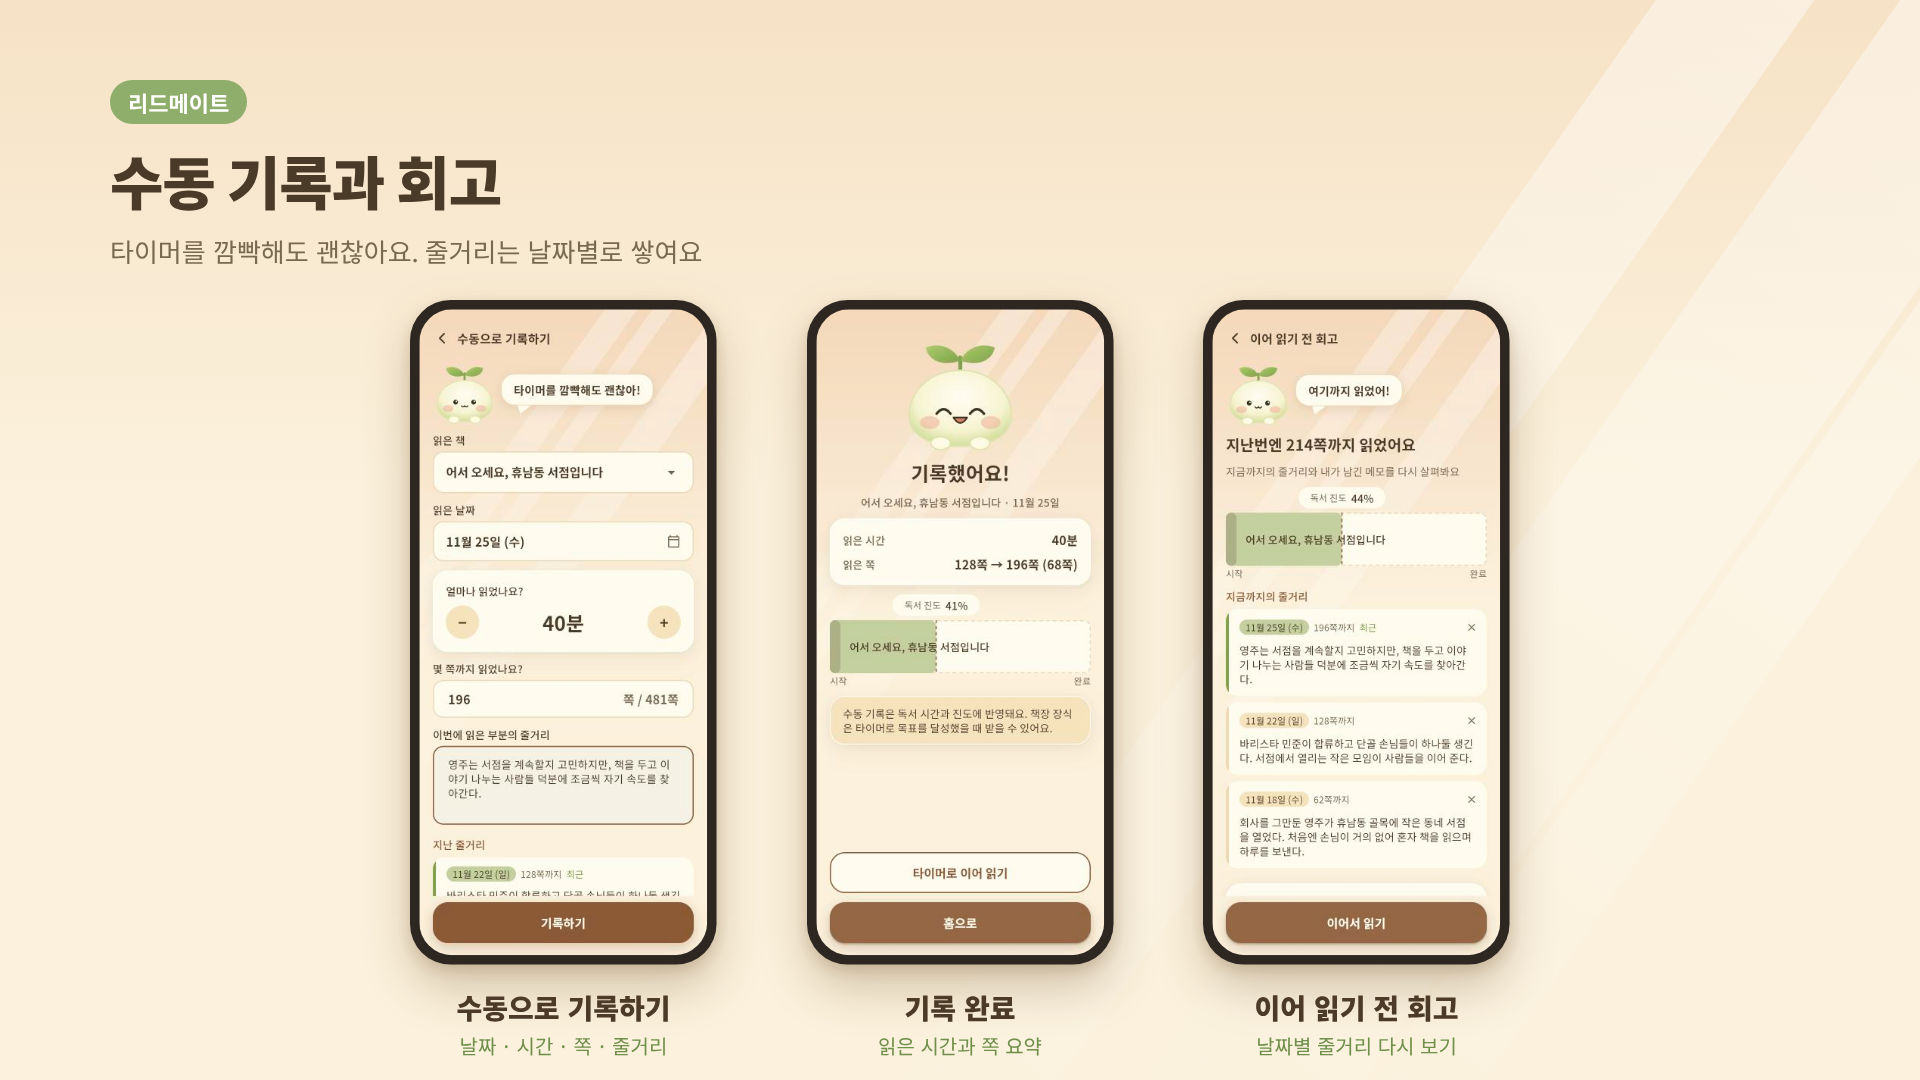 리드메이트
수동 기록과 회고
타이머를 깜빡해도 괜찮아요. 줄거리는 날짜별로 쌓여요
수동으로 기록하기
타이머를 깜빡해도 괜찮아!
읽은 책
어서 오세요, 휴남동 서점입니다
읽은 날짜
11월 25일 (수)
얼마나 읽었나요?
− 40분 +
몇 쪽까지 읽었나요?
196 쪽 / 481쪽
이번에 읽은 부분의 줄거리
영주는 서점을 계속할지 고민하지만, 책을 두고 이
야기 나누는 사람들 덕분에 조금씩 자기 속도를 찾
아간다.
지난 줄거리
11월 22일 (일) 128쪽까지 최근
바리스타 민준이 합류하고 단골 손님들이 하나둘 생긴
기록하기
수동으로 기록하기
날짜 · 시간 · 쪽 · 줄거리
기록했어요!
어서 오세요, 휴남동 서점입니다 · 11월 25일
읽은 시간 40분
읽은 쪽 128쪽 → 196쪽 (68쪽)
독서 진도 41%
어서 오세요, 휴남동 서점입니다
시작 완료
수동 기록은 독서 시간과 진도에 반영돼요. 책장 장식
은 타이머로 목표를 달성했을 때 받을 수 있어요.
타이머로 이어 읽기
홈으로
기록 완료
읽은 시간과 쪽 요약
이어 읽기 전 회고
여기까지 읽었어!
지난번엔 214쪽까지 읽었어요
지금까지의 줄거리와 내가 남긴 메모를 다시 살펴봐요
독서 진도 44%
어서 오세요, 휴남동 서점입니다
시작 완료
지금까지의 줄거리
11월 25일 (수) 196쪽까지 최근 ×
영주는 서점을 계속할지 고민하지만, 책을 두고 이야
기 나누는 사람들 덕분에 조금씩 자기 속도를 찾아간
다.
11월 22일 (일) 128쪽까지 ×
바리스타 민준이 합류하고 단골 손님들이 하나둘 생긴
다. 서점에서 열리는 작은 모임이 사람들을 이어 준다.
11월 18일 (수) 62쪽까지 ×
회사를 그만둔 영주가 휴남동 골목에 작은 동네 서점
을 열었다. 처음엔 손님이 거의 없어 혼자 책을 읽으며
하루를 보낸다.
이어서 읽기
이어 읽기 전 회고
날짜별 줄거리 다시 보기